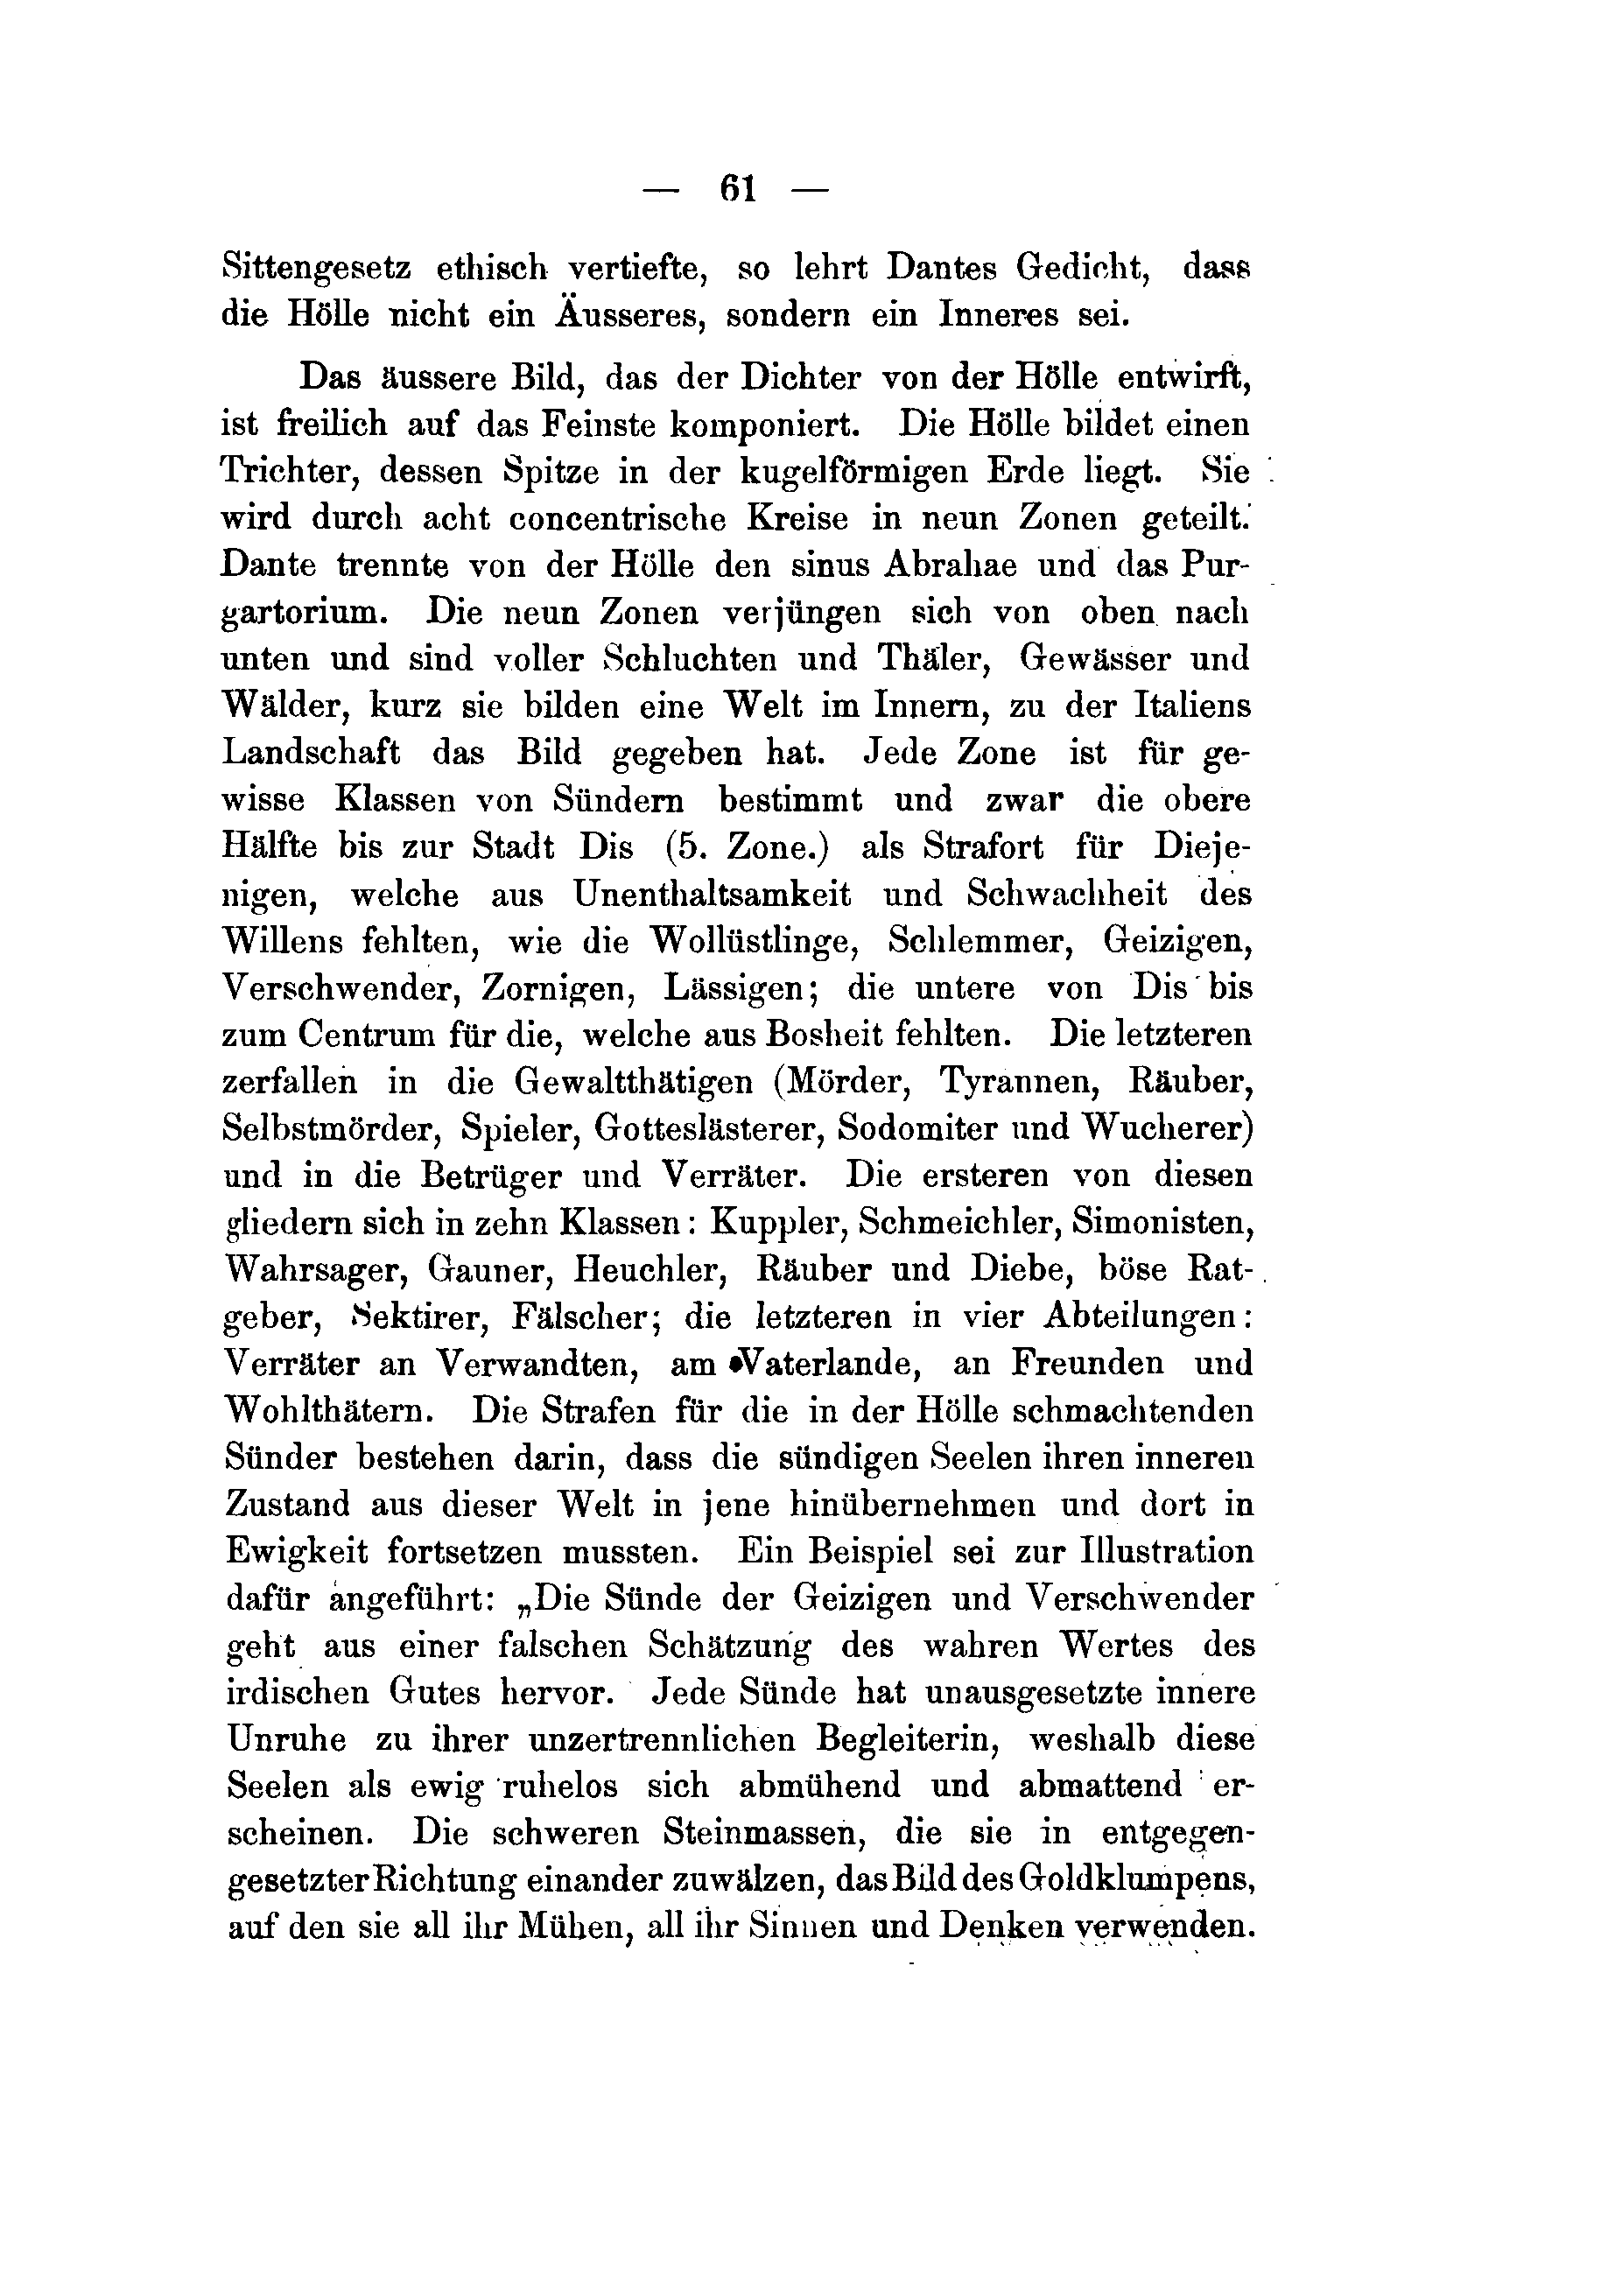 — 61 —
Sittengesetz ethisch vertiefte, so lehrt Dantes Gedicht, dass
die Hölle nicht ein Äusseres, sondern ein Inneres sei.
Das äussere Bild, das der Dichter von der Hölle entwirft,
ist freilich auf das Feinste komponiert. Die Hölle bildet einen
Trichter, dessen Spitze in der kugelförmigen Erde liegt. Sie
wird durch acht concentrische Kreise in neun Zonen geteilt.
Dante trennte von der Hölle den sinus Abrahae und das Pur-
gartorium. Die neun Zonen verjüngen sich von oben nach
unten und sind voller Schluchten und Thäler, Gewässer und
Wälder, kurz sie bilden eine Welt im Innern, zu der Italiens
Landschaft das Bild gegeben hat. Jede Zone ist für ge-
wisse Klassen von Sündern bestimmt und zwar die obere
Hälfte bis zur Stadt Dis (5. Zone.) als Strafort für Dieje-
nigen, welche aus Unenthaltsamkeit und Schwachheit des
Willens fehlten, wie die Wollüstlinge, Schlemmer, Geizigen,
Verschwender, Zornigen, Lässigen; die untere von Dis bis
zum Centrum für die, welche aus Bosheit fehlten. Die letzteren
zerfallen in die Gewaltthätigen (Mörder, Tyrannen, Räuber,
Selbstmörder, Spieler, Gotteslästerer, Sodomiter und Wucherer)
und in die Betrüger und Verräter. Die ersteren von diesen
gliedern sich in zehn Klassen: Kuppler, Schmeichler, Simonisten,
Wahrsager, Gauner, Heuchler, Räuber und Diebe, böse Rat-
geber, Sektirer, Fälscher; die letzteren in vier Abteilungen:
Verräter an Verwandten, am Vaterlande, an Freunden und
Wohlthätern. Die Strafen für die in der Hölle schmachtenden
Sünder bestehen darin, dass die sündigen Seelen ihren inneren
Zustand aus dieser Welt in jene hinübernehmen und dort in
Ewigkeit fortsetzen mussten. Ein Beispiel sei zur Illustration
dafür angeführt: „Die Sünde der Geizigen und Verschwender
geht aus einer falschen Schätzung des wahren Wertes des
irdischen Gutes hervor. Jede Sünde hat unausgesetzte innere
Unruhe zu ihrer unzertrennlichen Begleiterin, weshalb diese
Seelen als ewig ruhelos sich abmühend und abmattend er-
scheinen. Die schweren Steinmassen, die sie in entgegen-
gesetzter Richtung einander zuwälzen, das Bild des Goldklumpens,
auf den sie all ihr Mühen, all ihr Sinnen und Denken verwenden.